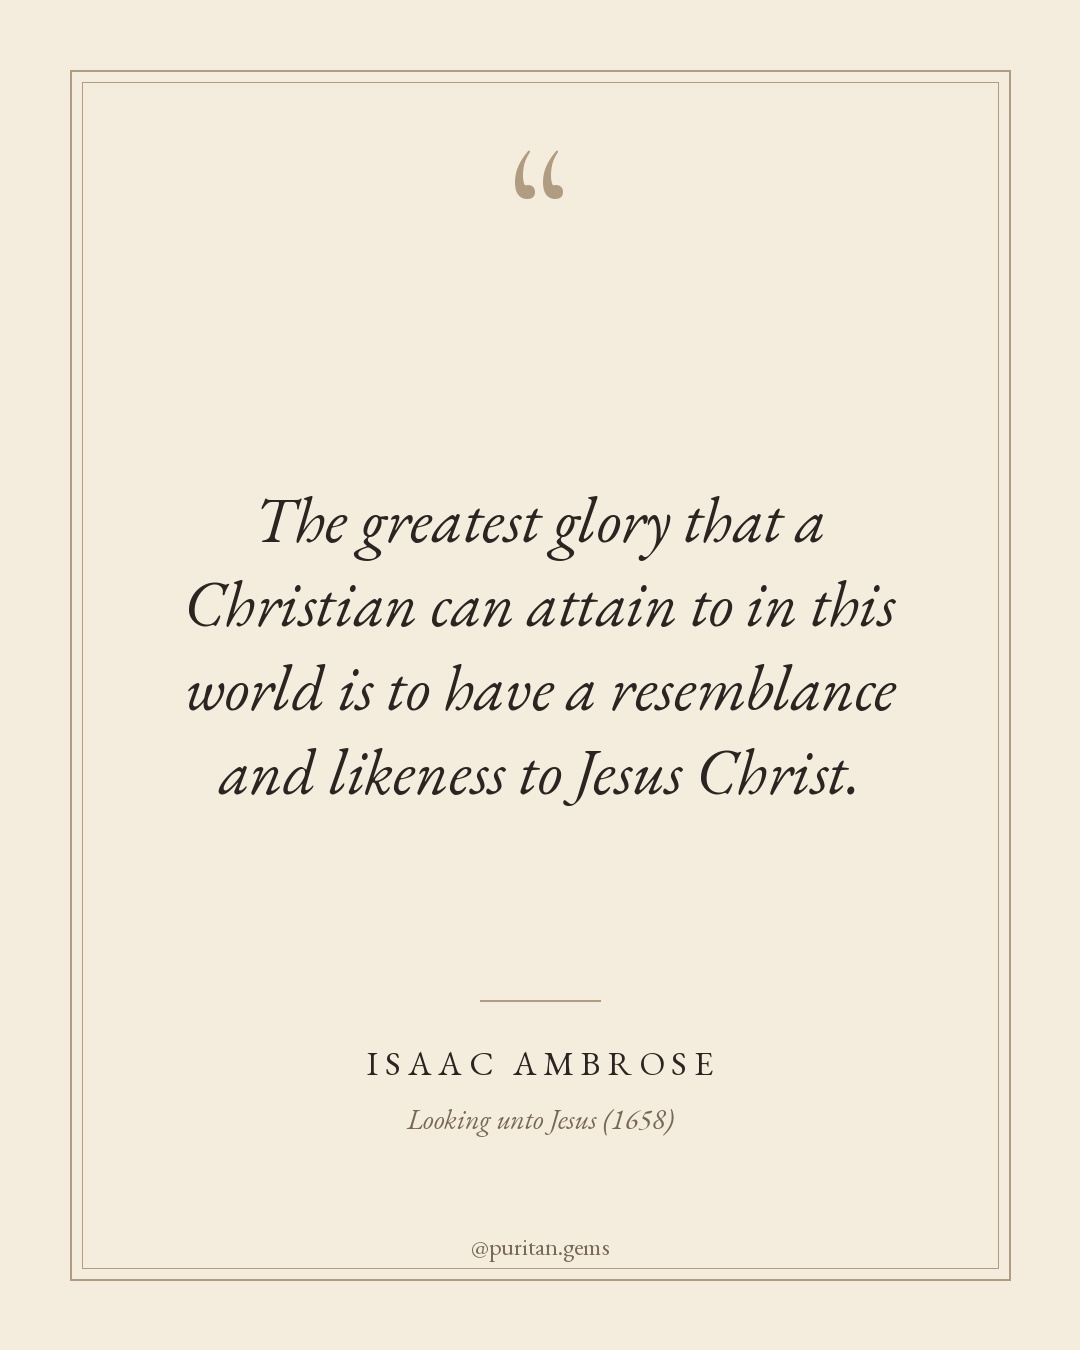 “
The greatest glory that a
Christian can attain to in this
world is to have a resemblance
and likeness to Jesus Christ.
ISAAC AMBROSE
Looking unto Jesus (1658)
@puritan.gems